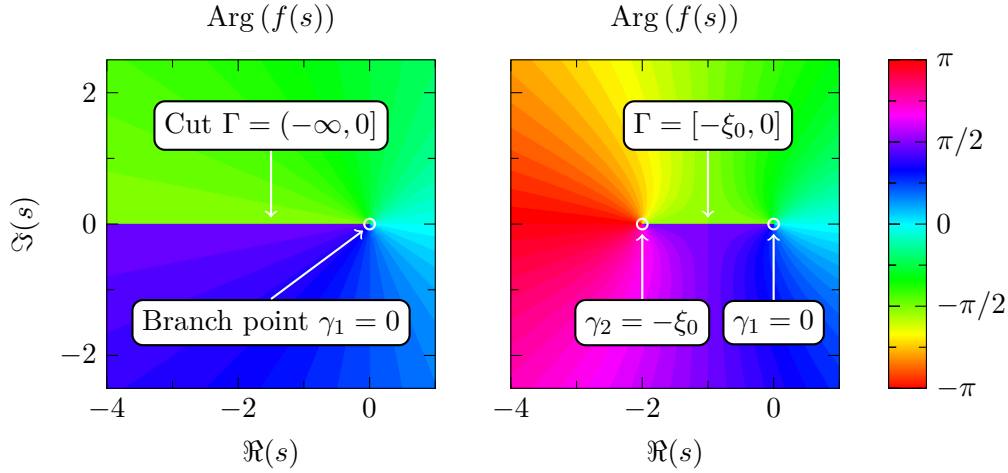 Arg (f(s))
Arg (f(s))
Cut Γ = (−∞, 0]
Branch point γ₁ = 0
2
0
−2
−4
−2
0
ℜ(s)
ℑ(s)
Γ = [−ξ₀, 0]
γ₂ = −ξ₀
γ₁ = 0
−4
−2
0
ℜ(s)
π
π/2
0
−π/2
−π